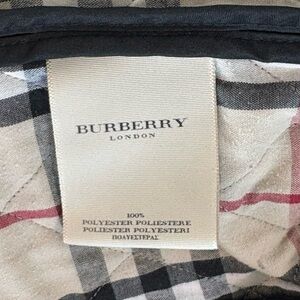 BURBERRY
LONDON
100%
POLYESTER POLIESTERE
POLIESTER POLYESTERI
ΠΟΛΥΕΣΤΕΡΑΣ